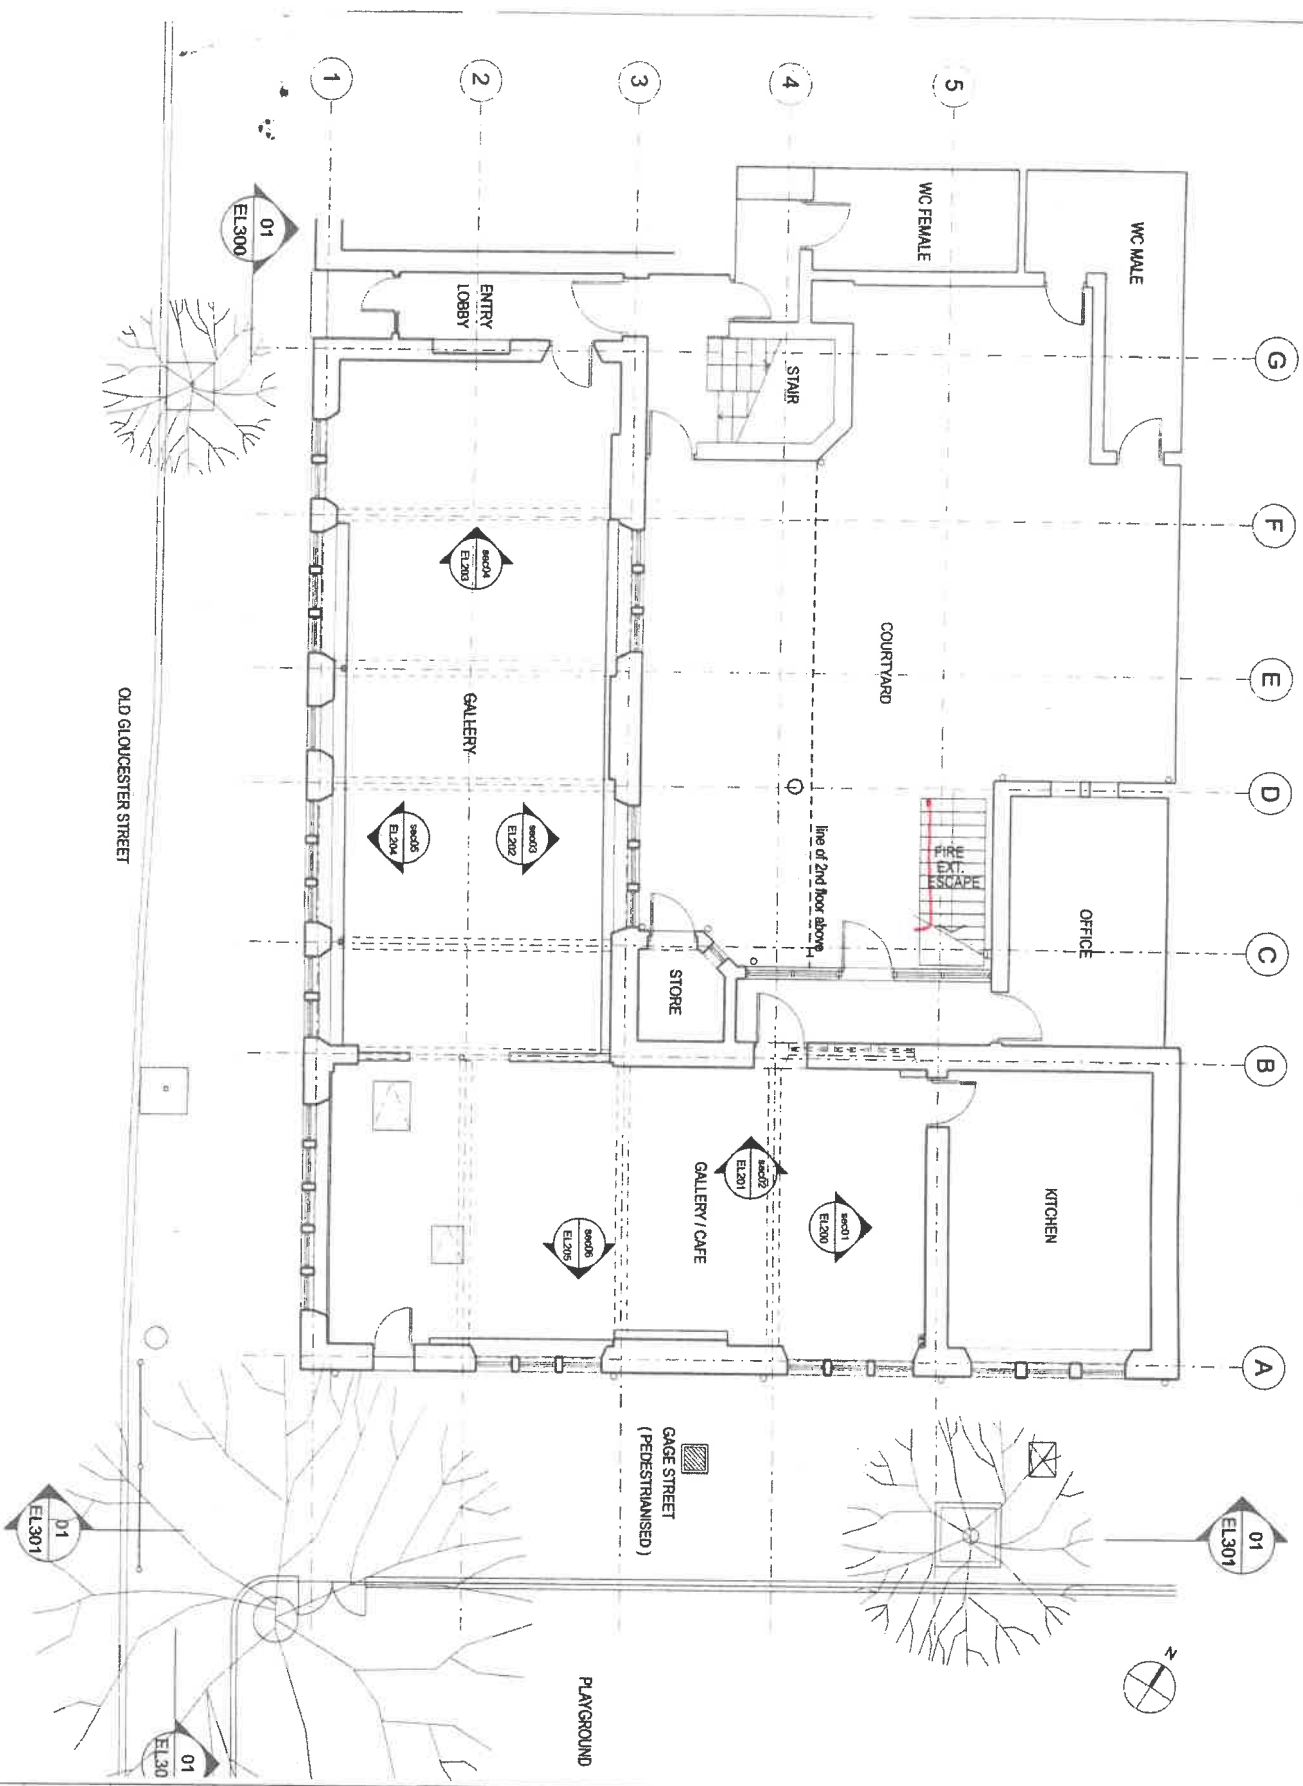 1
2
3
4
5
G
F
E
D
C
B
A
01
EL300
WC FEMALE
WC MALE
ENTRY
LOBBY
STAIR
sec04
EL203
COURTYARD
GALLERY
OLD GLOUCESTER STREET
sec05
EL204
sec03
EL202
line of 2nd floor above
FIRE
EXT.
ESCAPE
OFFICE
STORE
sec02
EL201
GALLERY / CAFE
sec01
EL200
KITCHEN
sec06
EL205
GAGE STREET
( PEDESTRIANISED )
01
EL301
01
EL301
N
PLAYGROUND
01
EL30